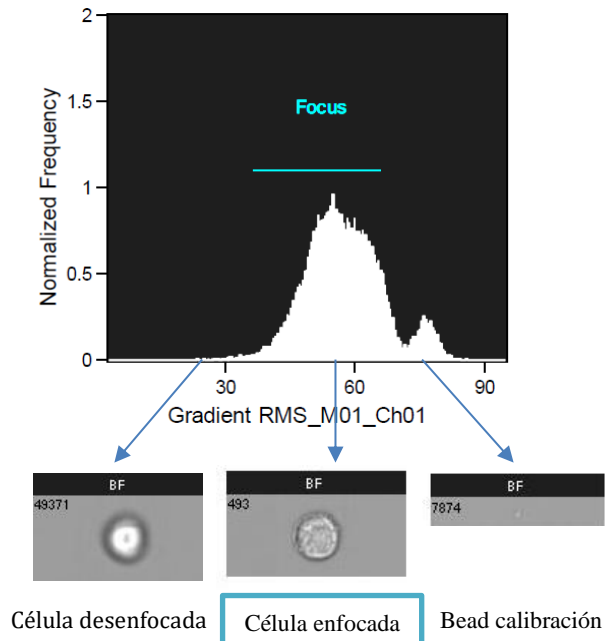 2
1.5
1
0.5
0
Normalized Frequency
Focus
30
60
90
Gradient RMS_M01_Ch01
BF
49371
BF
493
BF
7874
Célula desenfocada
Célula enfocada
Bead calibración